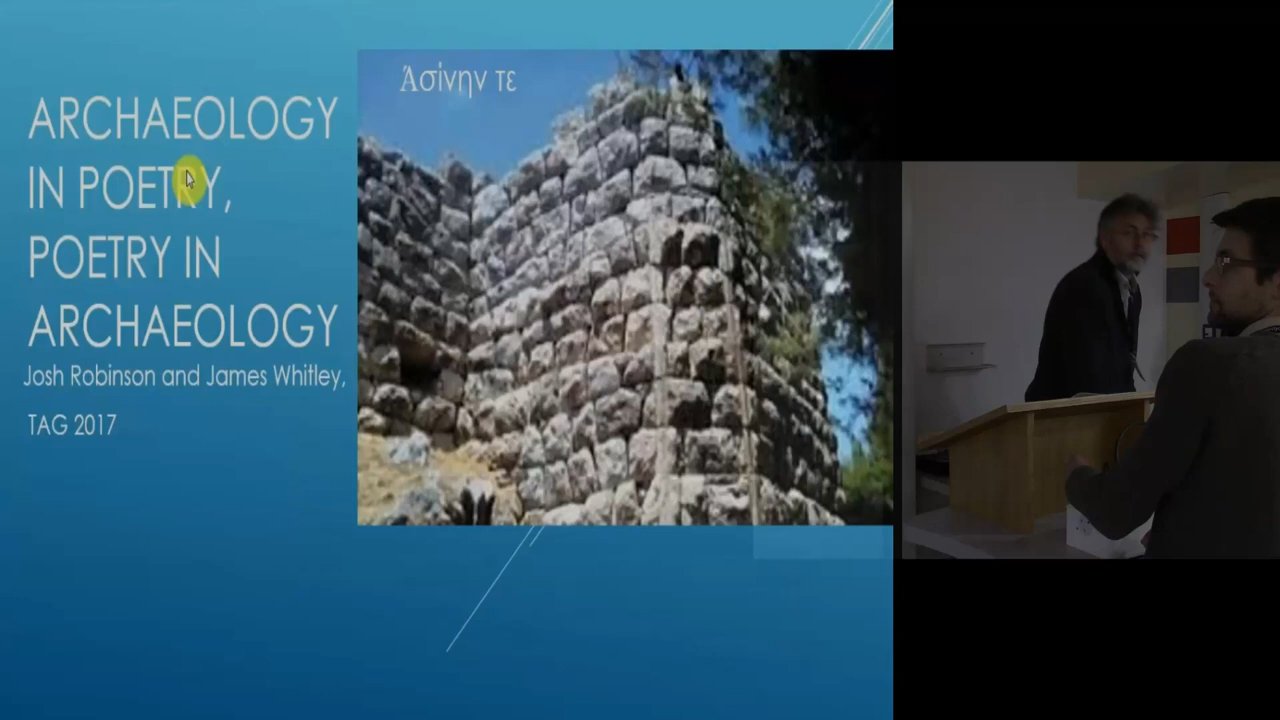 ARCHAEOLOGY
IN POETRY,
POETRY IN
ARCHAEOLOGY
Josh Robinson and James Whitley,
TAG 2017
Ἀσίνην τε